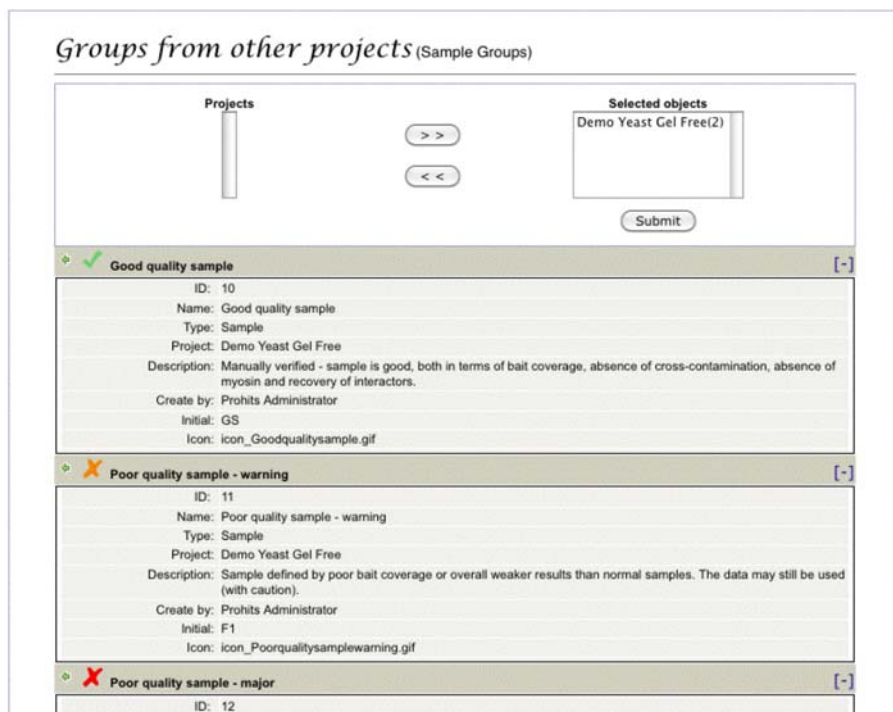 Groups from other projects (Sample Groups)
Projects
Selected objects
> >
Demo Yeast Gel Free(2)
< <
Submit
Good quality sample [-]
ID: 10
Name: Good quality sample
Type: Sample
Project: Demo Yeast Gel Free
Description: Manually verified - sample is good, both in terms of bait coverage, absence of cross-contamination, absence of
myosin and recovery of interactors.
Create by: Prohits Administrator
Initial: GS
Icon: icon_Goodqualitysample.gif
Poor quality sample - warning [-]
ID: 11
Name: Poor quality sample - warning
Type: Sample
Project: Demo Yeast Gel Free
Description: Sample defined by poor bait coverage or overall weaker results than normal samples. The data may still be used
(with caution).
Create by: Prohits Administrator
Initial: F1
Icon: icon_Poorqualitysamplewarning.gif
Poor quality sample - major [-]
ID: 12